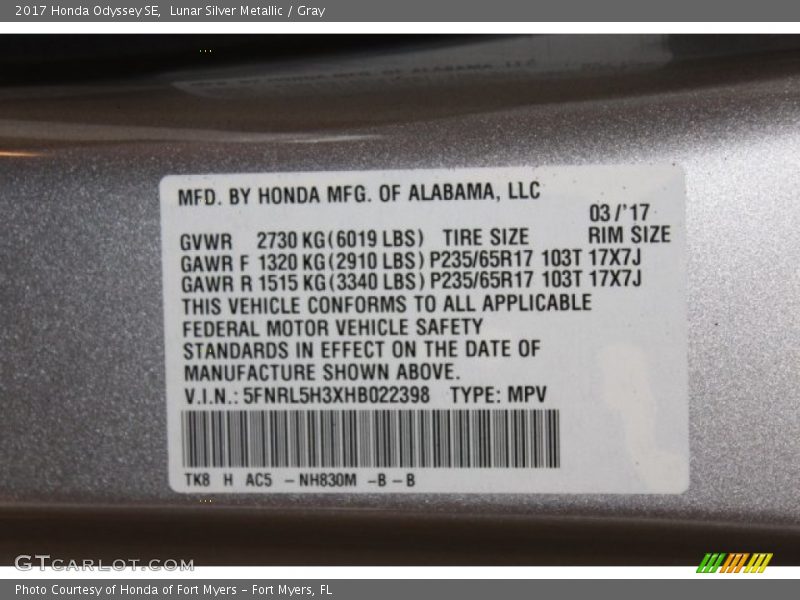 2017 Honda Odyssey SE, Lunar Silver Metallic / Gray
MFD. BY HONDA MFG. OF ALABAMA, LLC
03/'17
GVWR 2730 KG(6019 LBS) TIRE SIZE RIM SIZE
GAWR F 1320 KG(2910 LBS) P235/65R17 103T 17X7J
GAWR R 1515 KG(3340 LBS) P235/65R17 103T 17X7J
THIS VEHICLE CONFORMS TO ALL APPLICABLE
FEDERAL MOTOR VEHICLE SAFETY
STANDARDS IN EFFECT ON THE DATE OF
MANUFACTURE SHOWN ABOVE.
V.I.N.: 5FNRL5H3XHB022398 TYPE: MPV
TK8 H AC5 -NH830M -B-B
GTCARLOT.COM
Photo Courtesy of Honda of Fort Myers - Fort Myers, FL